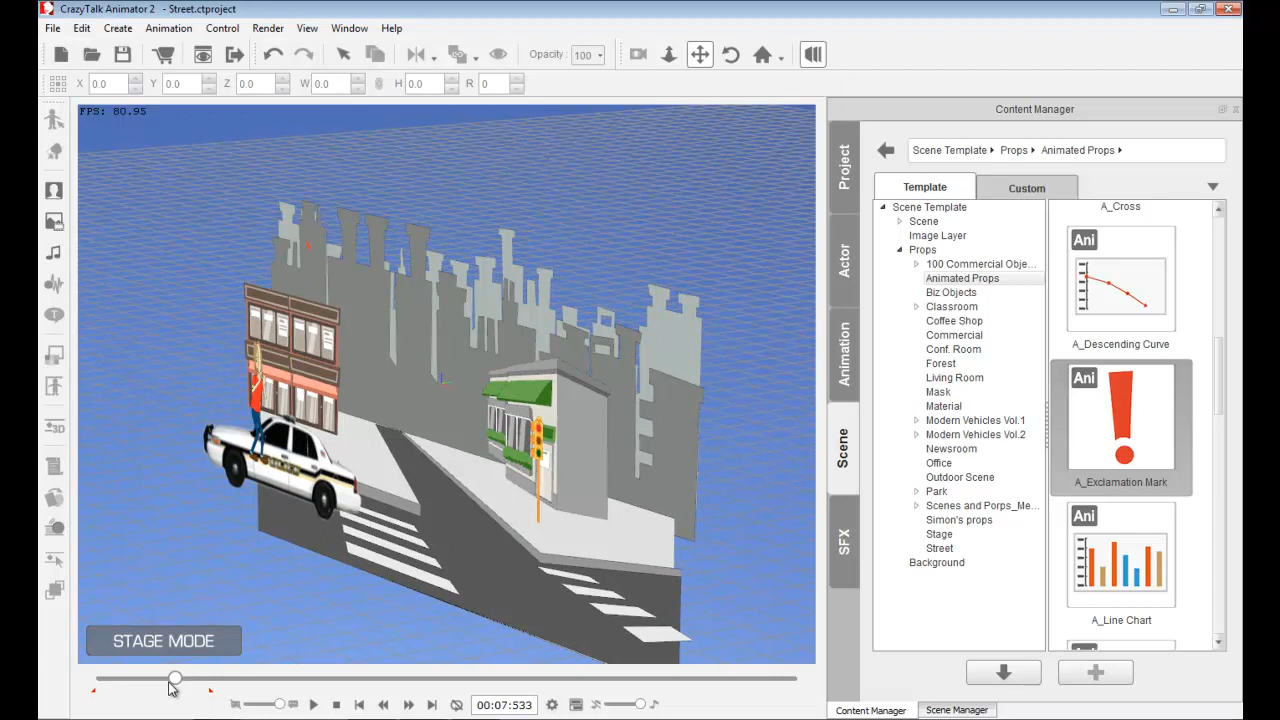 CrazyTalk Animator 2 - Street.ctproject
File Edit Create Animation Control Render View Window Help
Opacity: 100
X 0.0 Y 0.0 Z 0.0 W 0.0 H 0.0 R 0
FPS: 80.95
Content Manager
Scene Template Props Animated Props
Template Custom
Project
Actor
Animation
Scene
SFX
Scene Template
Scene
Image Layer
Props
100 Commercial Obje...
Animated Props
Biz Objects
Classroom
Coffee Shop
Commercial
Conf. Room
Forest
Living Room
Mask
Material
Modern Vehicles Vol.1
Modern Vehicles Vol.2
Newsroom
Office
Outdoor Scene
Park
Scenes and Porps_Me...
Simon's props
Stage
Street
Background
A_Cross
Ani
A_Descending Curve
Ani
A_Exclamation Mark
Ani
A_Line Chart
POLICE
STAGE MODE
3D
00:07:533
Content Manager Scene Manager